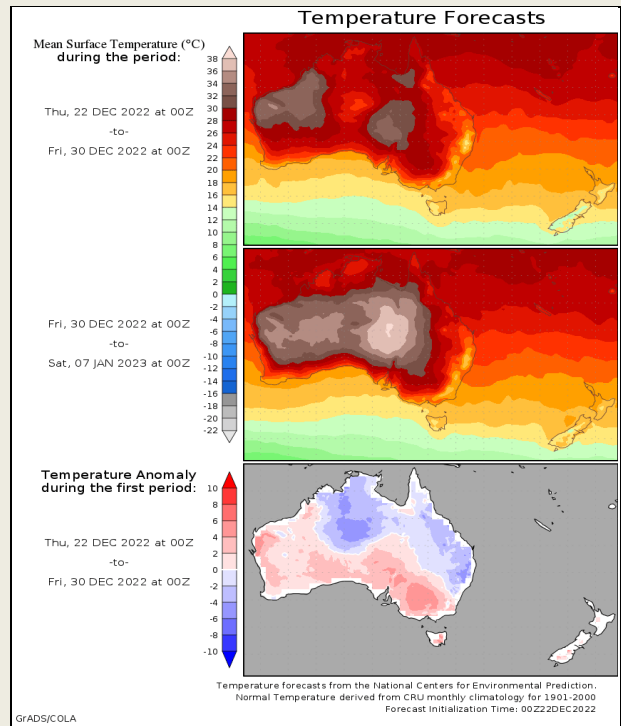 Temperature Forecasts
Mean Surface Temperature (°C)
during the period:
Thu, 22 DEC 2022 at 00Z
-to-
Fri, 30 DEC 2022 at 00Z
38
36
34
32
30
28
26
24
22
20
18
16
14
12
10
8
6
4
2
0
-2
-4
-6
-8
-10
-12
-14
-16
-18
-20
-22
Fri, 30 DEC 2022 at 00Z
-to-
Sat, 07 JAN 2023 at 00Z
Temperature Anomaly
during the first period:
Thu, 22 DEC 2022 at 00Z
-to-
Fri, 30 DEC 2022 at 00Z
10
8
6
4
2
0
-2
-4
-6
-8
-10
Temperature forecasts from the National Centers for Environmental Prediction.
Normal Temperature derived from CRU monthly climatology for 1901-2000
Forecast Initialization Time: 00Z22DEC2022
GrADS/COLA